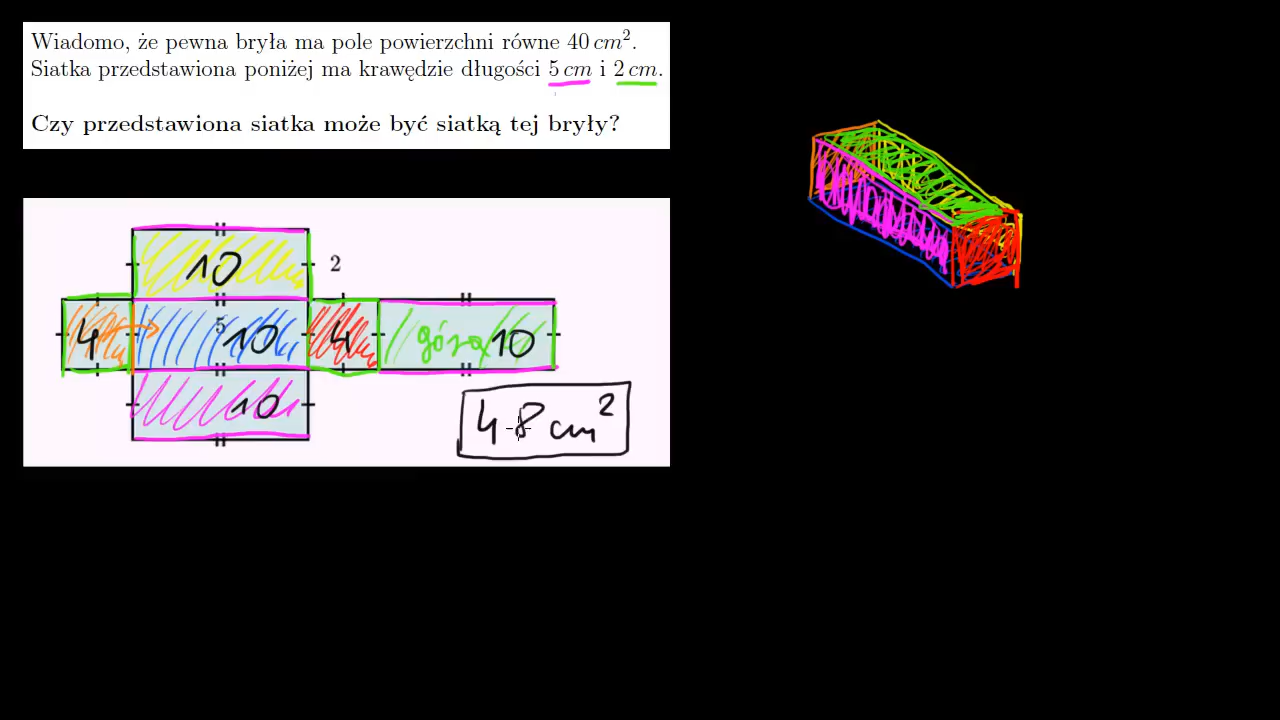 Wiadomo, że pewna bryła ma pole powierzchni równe 40 cm².
Siatka przedstawiona poniżej ma krawędzie długości 5 cm i 2 cm.
Czy przedstawiona siatka może być siatką tej bryły?
10 2
4 5 10 4 góra 10
10
48 cm²